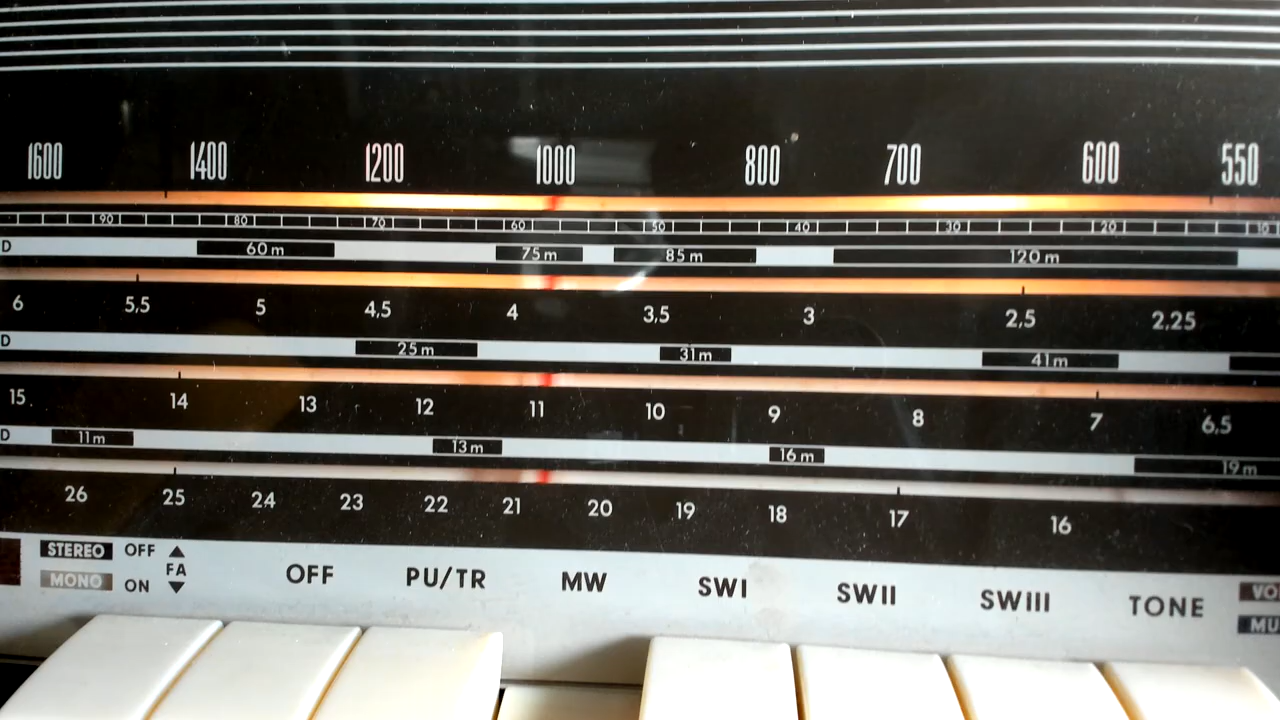 1600 1400 1200 1000 800 700 600 550
90 80 70 60 50 40 30 20 10
D 60m 75m 85m 120m
6 5,5 5 4,5 4 3,5 3 2,5 2,25
D 25m 31m 41m
15 14 13 12 11 10 9 8 7 6,5
D 11m 13m 16m 19m
26 25 24 23 22 21 20 19 18 17 16
STEREO OFF ▲
FA
MONO ON ▼
OFF PU/TR MW SWI SWII SWIII TONE
VO
MU